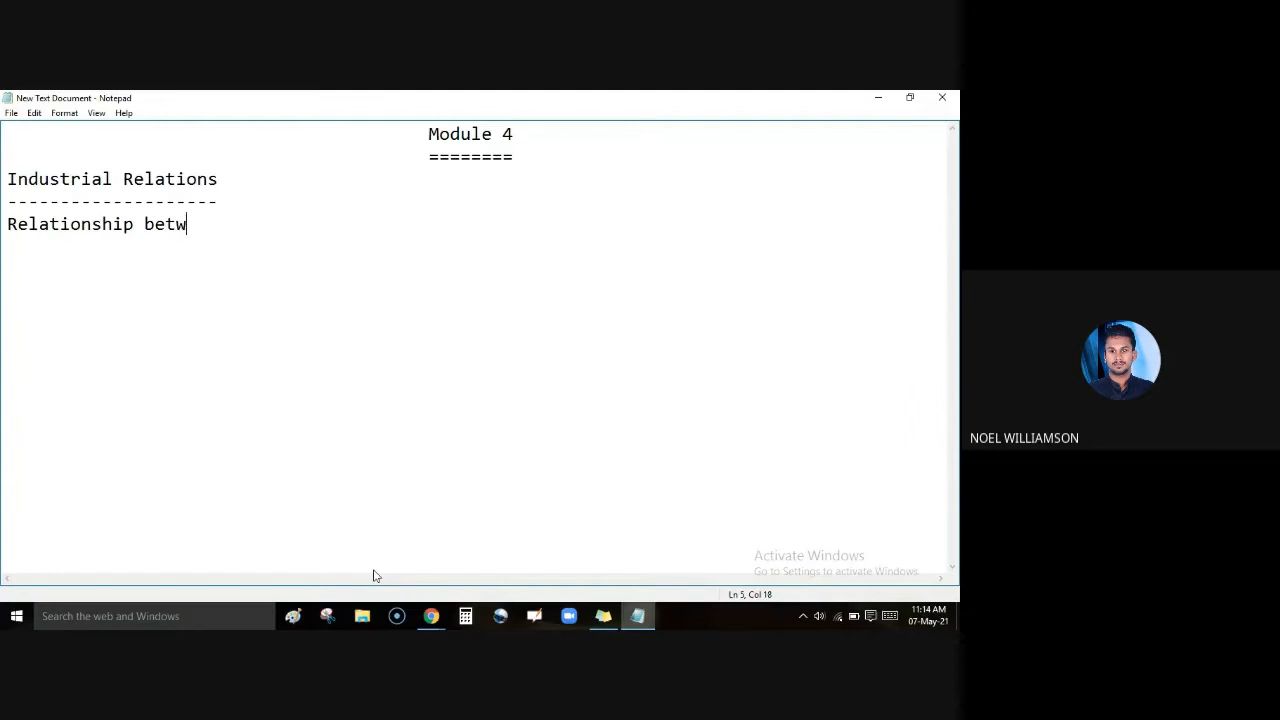 New Text Document - Notepad
File Edit Format View Help
Module 4
========
Industrial Relations
--------------------
Relationship betw
Activate Windows
Go to Settings to activate Windows.
Ln 5, Col 18
Search the web and Windows
11:14 AM
07-May-21
NOEL WILLIAMSON